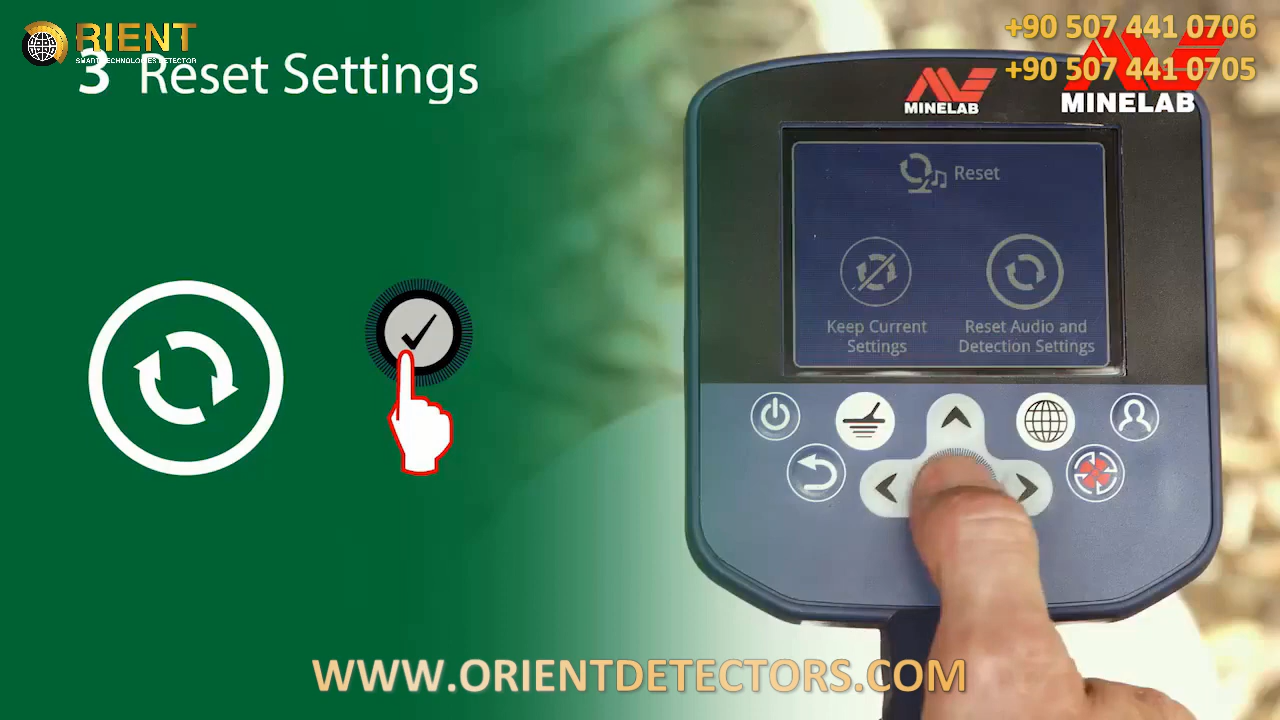 ORIENT
SMART TECHNOLOGIES DETECTOR
3 Reset Settings
+90 507 441 0706
+90 507 441 0705
MINELAB
MINELAB
Reset
Keep Current
Settings
Reset Audio and
Detection Settings
WWW.ORIENTDETECTORS.COM